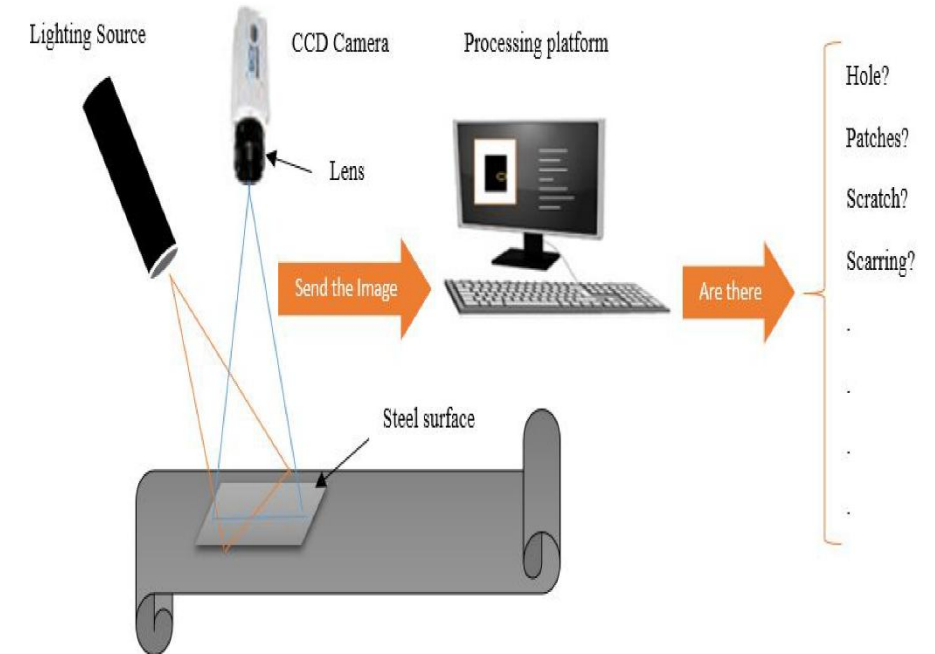 Lighting Source
CCD Camera
Processing platform
Lens
Send the Image
Are there
Hole?
Patches?
Scratch?
Scarring?
.
.
.
.
Steel surface